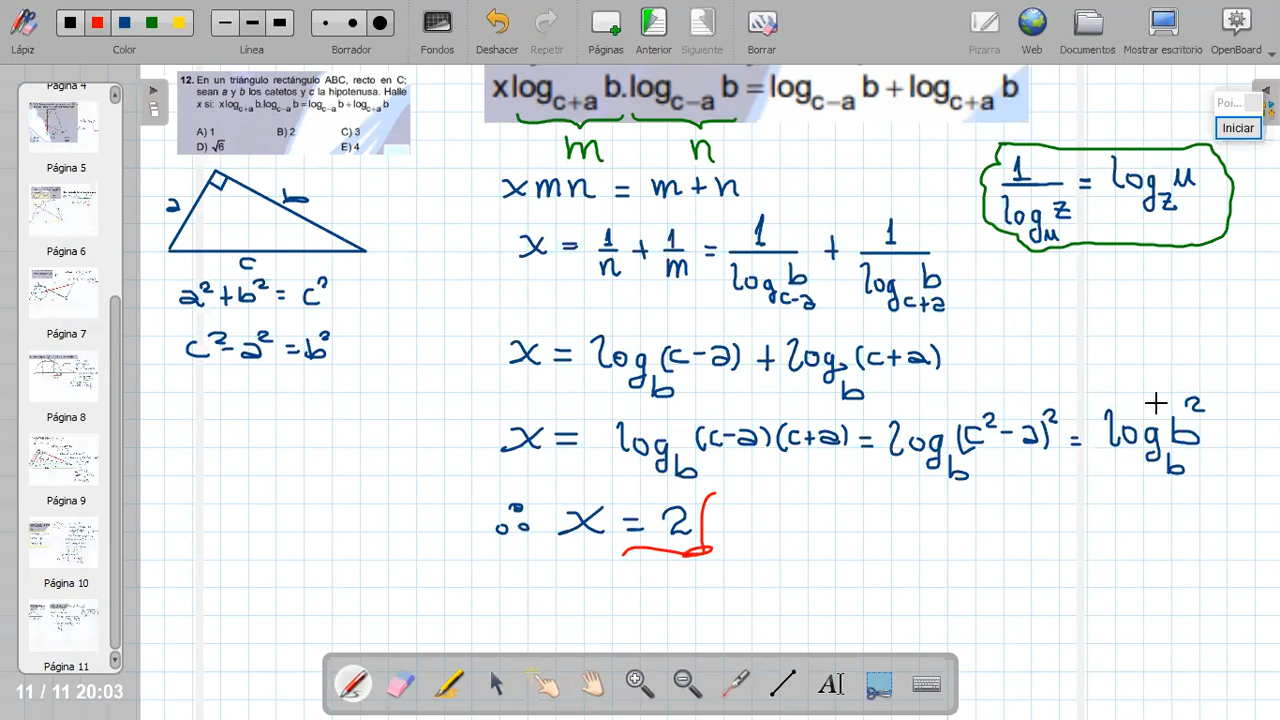 Lápiz
Color
Línea
Borrador
Fondos
Deshacer
Repetir
Páginas
Anterior
Siguiente
Borrar
Pizarra
Web
Documentos
Mostrar escritorio
OpenBoard
Página 4
Página 5
Página 6
Página 7
Página 8
Página 9
Página 10
Página 11
11 / 11 20:03
Poi...
Iniciar
12. En un triángulo rectángulo ABC, recto en C;
sean a y b los catetos y c la hipotenusa. Halle
x si: xlog_{c+a} b.log_{c−a} b = log_{c−a} b + log_{c+a} b
A) 1 B) 2 C) 3
D) √6 E) 4
xlog_{c+a} b.log_{c−a} b = log_{c−a} b + log_{c+a} b
m n
x m n = m + n
1/log_μ z = log_z μ
a
b
c
a² + b² = c²
c² − a² = b²
x = 1/n + 1/m = 1/log_{c−a} b + 1/log_{c+a} b
x = log_b (c−a) + log_b (c+a)
x = log_b (c−a)(c+a) = log_b (c² − a)² = log_b b²
∴ x = 2